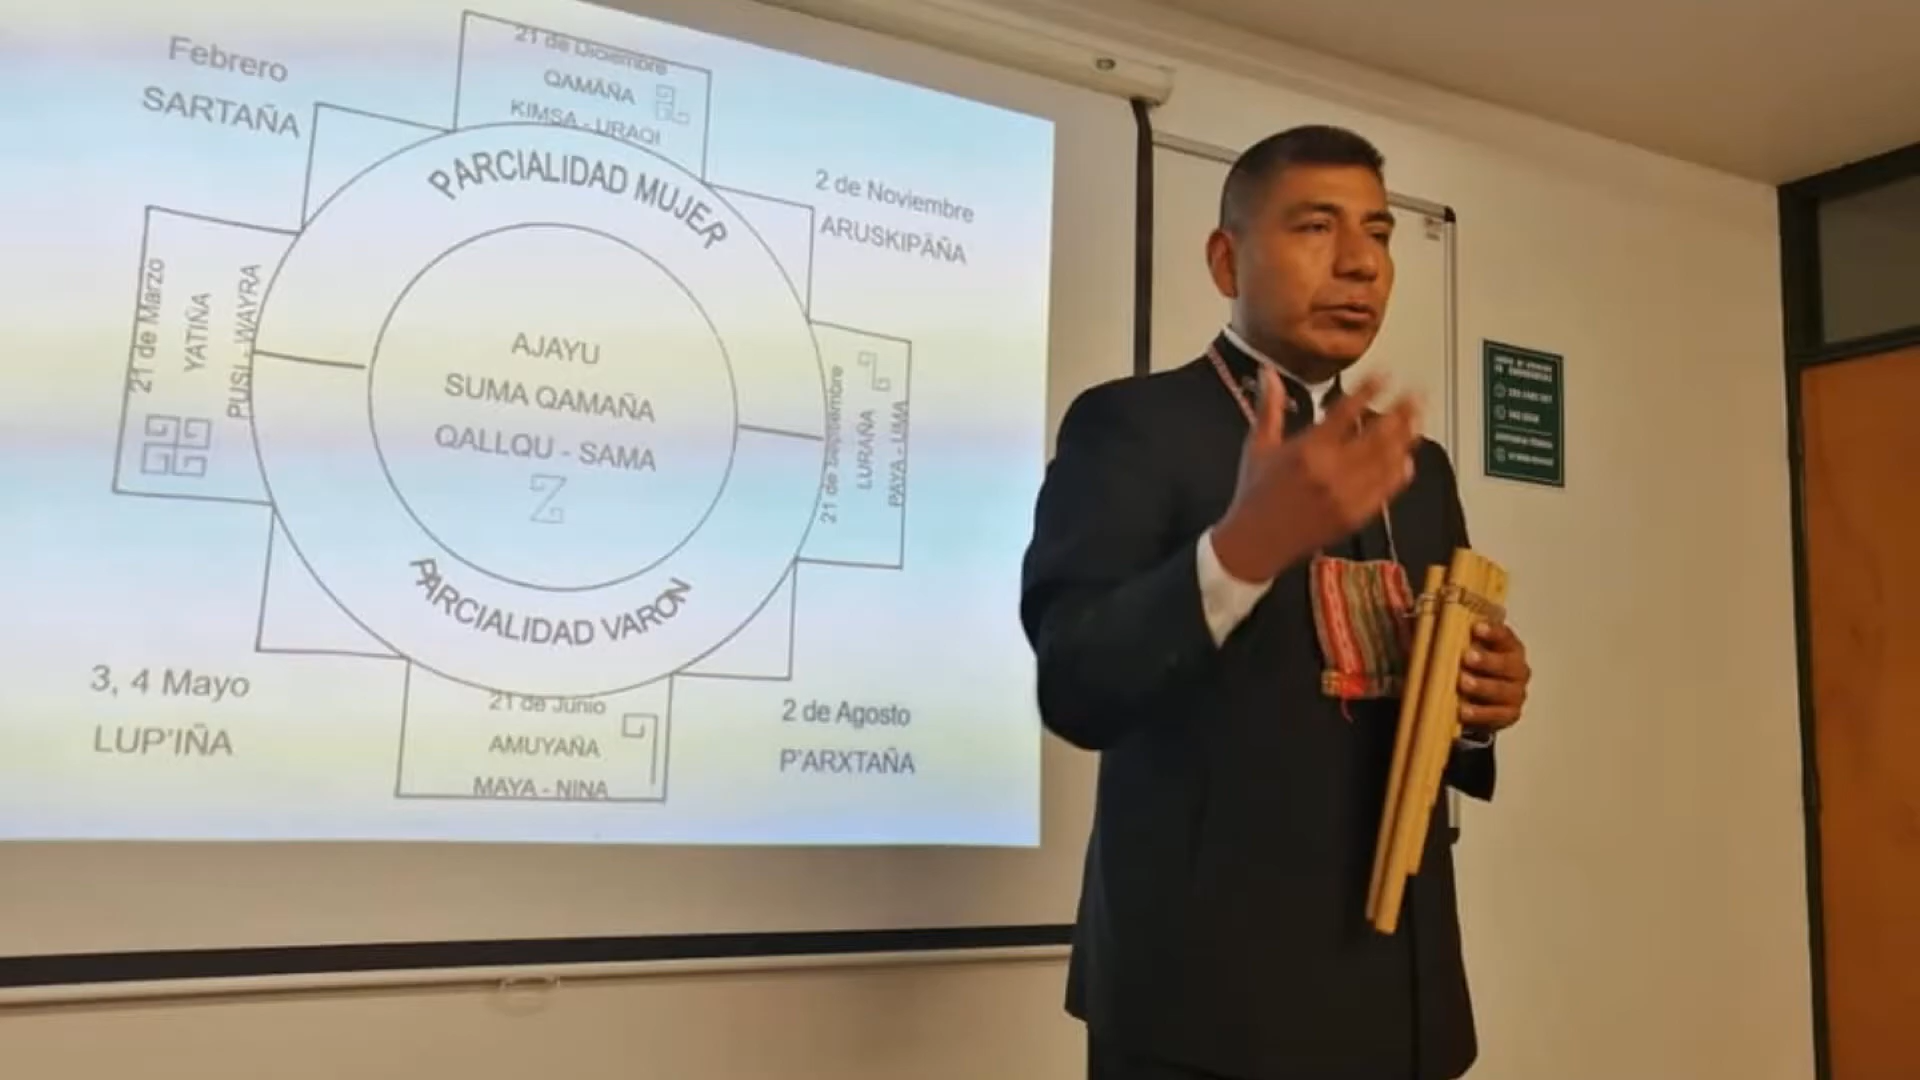 Febrero
SARTAÑA
21 de Diciembre
QAMÄÑA
KIMSA - URAQI
2 de Noviembre
ARUSKIPÄÑA
PARCIALIDAD MUJER
21 de Marzo
YATIÑA
PUSI - WAYRA
AJAYU
SUMA QAMAÑA
QALLQU - SAMA
21 de Septiembre
LURAÑA
PAYA - UMA
PARCIALIDAD VARON
3, 4 Mayo
LUP'IÑA
21 de Junio
AMUYAÑA
MAYA - NINA
2 de Agosto
P'ARXTAÑA